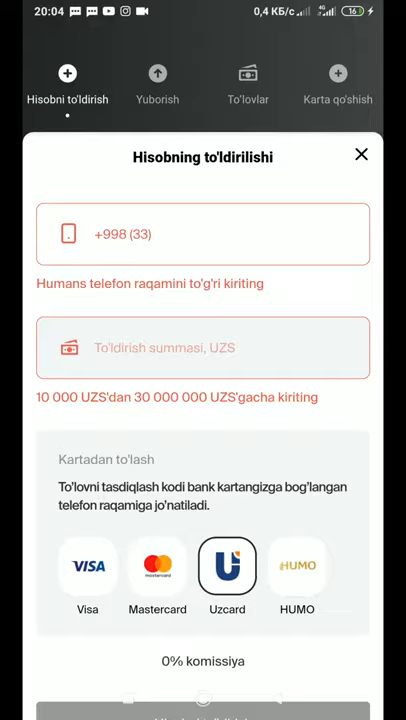 20:04 0,4 КБ/с 4G 16
Hisobni to'ldirish Yuborish To'lovlar Karta qo'shish
Hisobning to'ldirilishi
+998 (33)
Humans telefon raqamini to'g'ri kiriting
To'ldirish summasi, UZS
10 000 UZS'dan 30 000 000 UZS'gacha kiriting
Kartadan to'lash
To'lovni tasdiqlash kodi bank kartangizga bog'langan
telefon raqamiga jo'natiladi.
VISA mastercard HUMO
Visa Mastercard Uzcard HUMO
0% komissiya